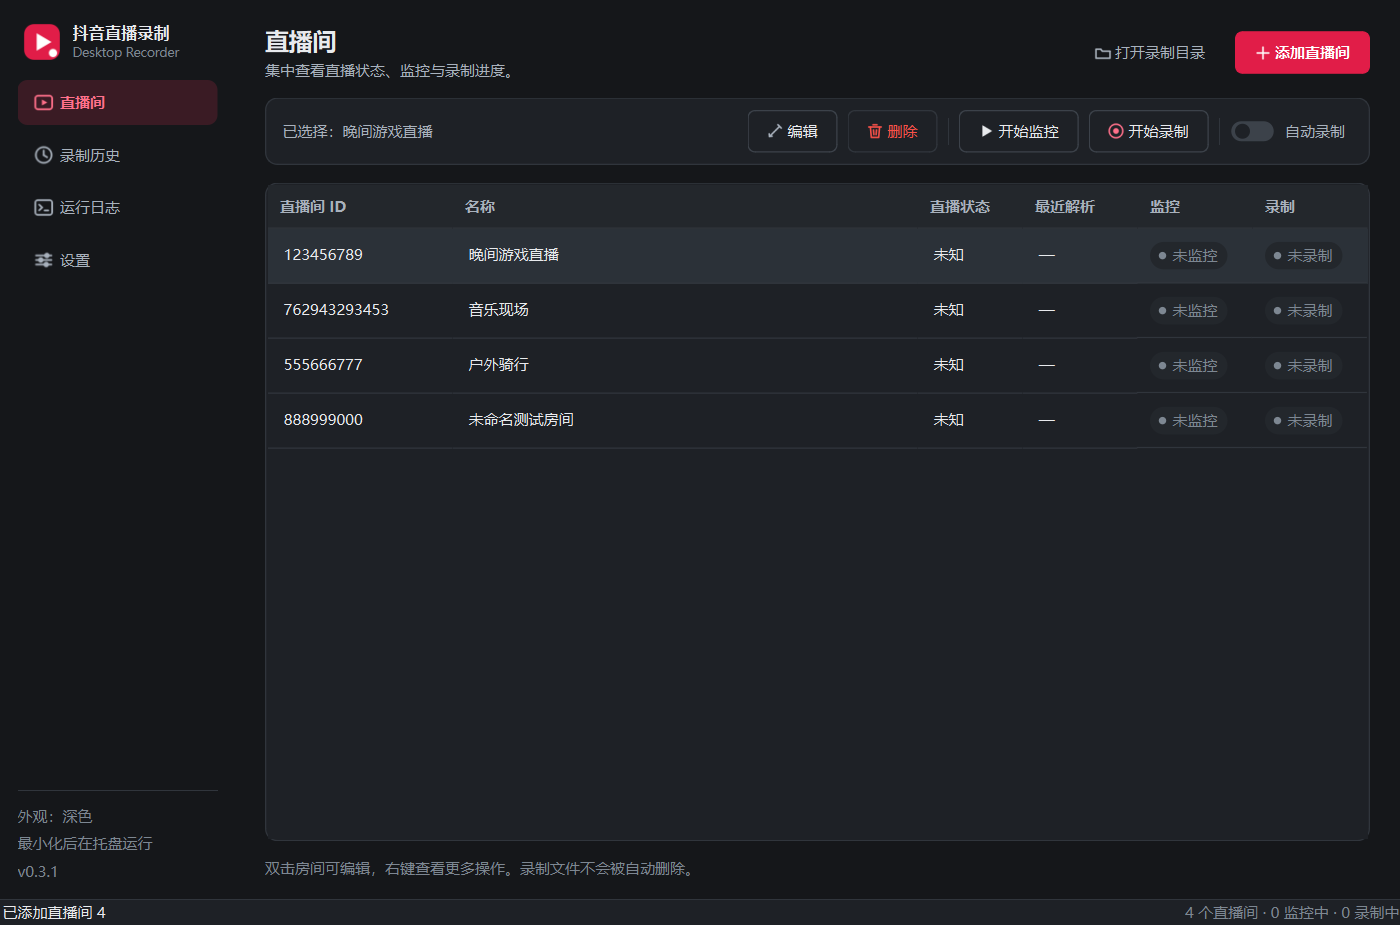 抖音直播录制
Desktop Recorder
直播间
录制历史
运行日志
设置
外观：深色
最小化后在托盘运行
v0.3.1
直播间
集中查看直播状态、监控与录制进度。
打开录制目录
添加直播间
已选择：晚间游戏直播
编辑
删除
开始监控
开始录制
自动录制
直播间 ID 名称 直播状态 最近解析 监控 录制
123456789 晚间游戏直播 未知 — 未监控 未录制
762943293453 音乐现场 未知 — 未监控 未录制
555666777 户外骑行 未知 — 未监控 未录制
888999000 未命名测试房间 未知 — 未监控 未录制
双击房间可编辑，右键查看更多操作。录制文件不会被自动删除。
已添加直播间 4
4 个直播间 · 0 监控中 · 0 录制中